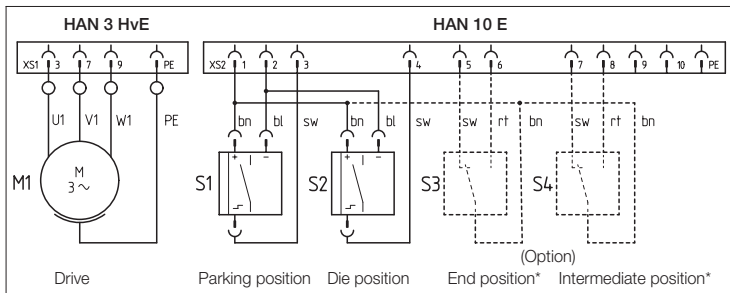 HAN 3 HvE HAN 10 E
XS1 3 7 9 PE XS2 1 2 3 4 5 6 7 8 9 10 PE
U1 V1 W1 PE bn bl sw bn bl sw sw rt bn sw rt bn
M1 M 3 ~ S1 + − S2 + − S3 S4
(Option)
Drive Parking position Die position End position* Intermediate position*